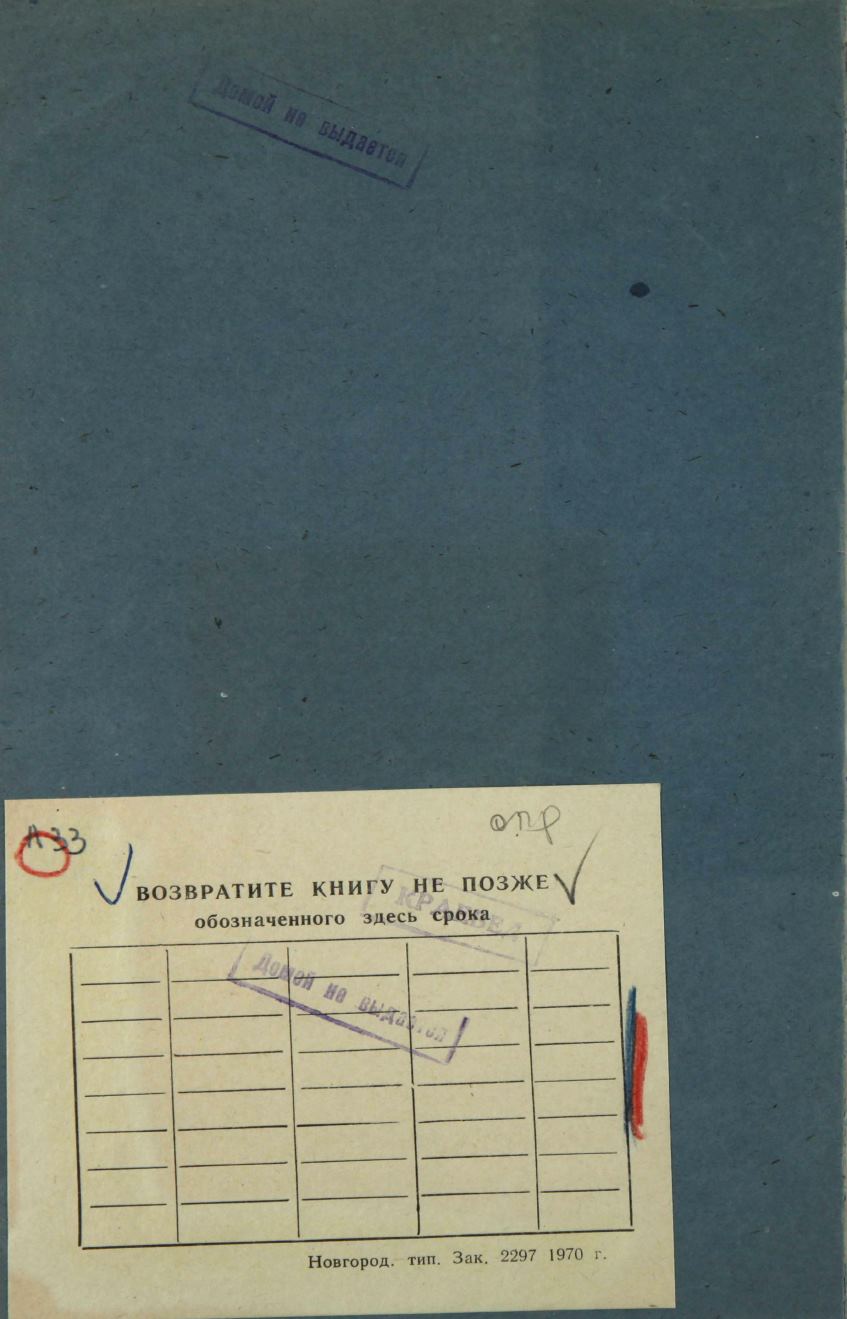 Домой не выдается
А33
опр
ВОЗВРАТИТЕ КНИГУ НЕ ПОЗЖЕ
обозначенного здесь срока
КРАЕВЕД
Домой не выдается
Новгород. тип. Зак. 2297 1970 г.